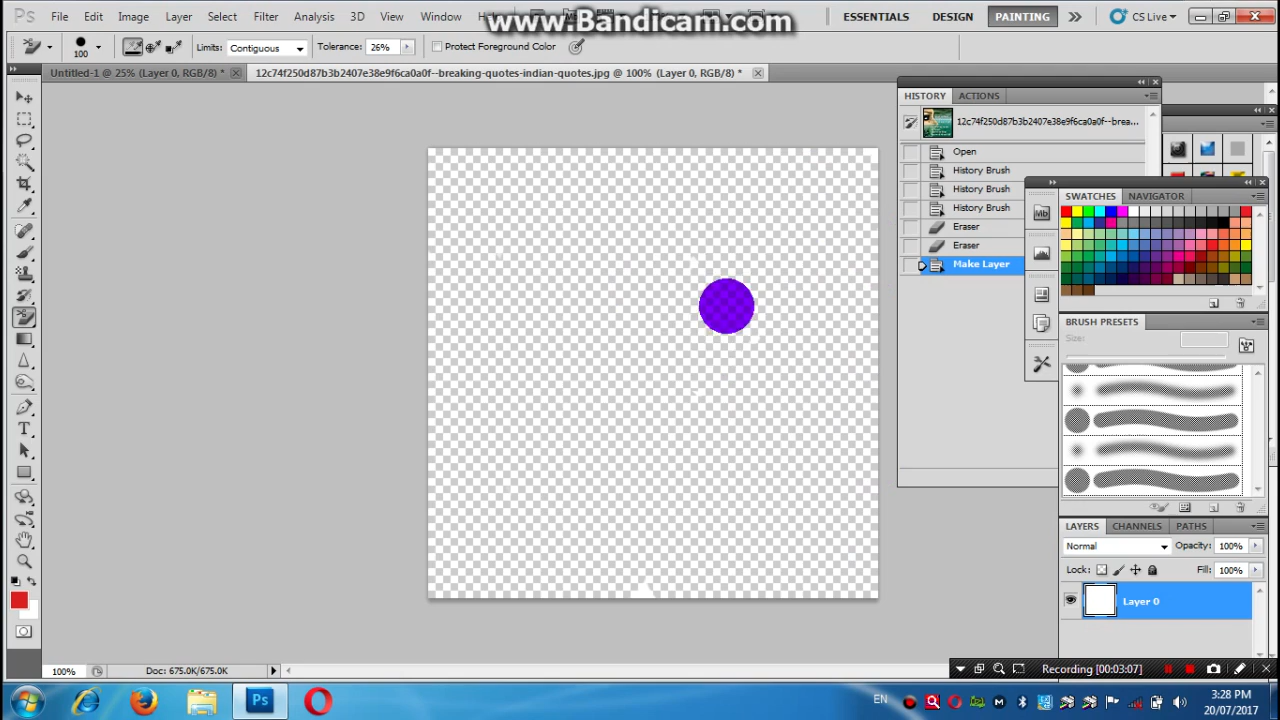 www.Bandicam.com
Ps File Edit Image Layer Select Filter Analysis 3D View Window
ESSENTIALS DESIGN PAINTING CS Live
100 Limits: Contiguous Tolerance: 26% Protect Foreground Color
Untitled-1 @ 25% (Layer 0, RGB/8) * 12c74f250d87b3b2407e38e9f6ca0a0f--breaking-quotes-indian-quotes.jpg @ 100% (Layer 0, RGB/8) *
HISTORY ACTIONS
12c74f250d87b3b2407e38e9f6ca0a0f--brea...
Open
History Brush
History Brush
History Brush
Eraser
Eraser
Make Layer
SWATCHES NAVIGATOR
Mb
BRUSH PRESETS
Size:
LAYERS CHANNELS PATHS
Normal Opacity: 100%
Lock: Fill: 100%
Layer 0
T
100% Doc: 675.0K/675.0K
Recording [00:03:07]
Ps
EN
3:28 PM
20/07/2017